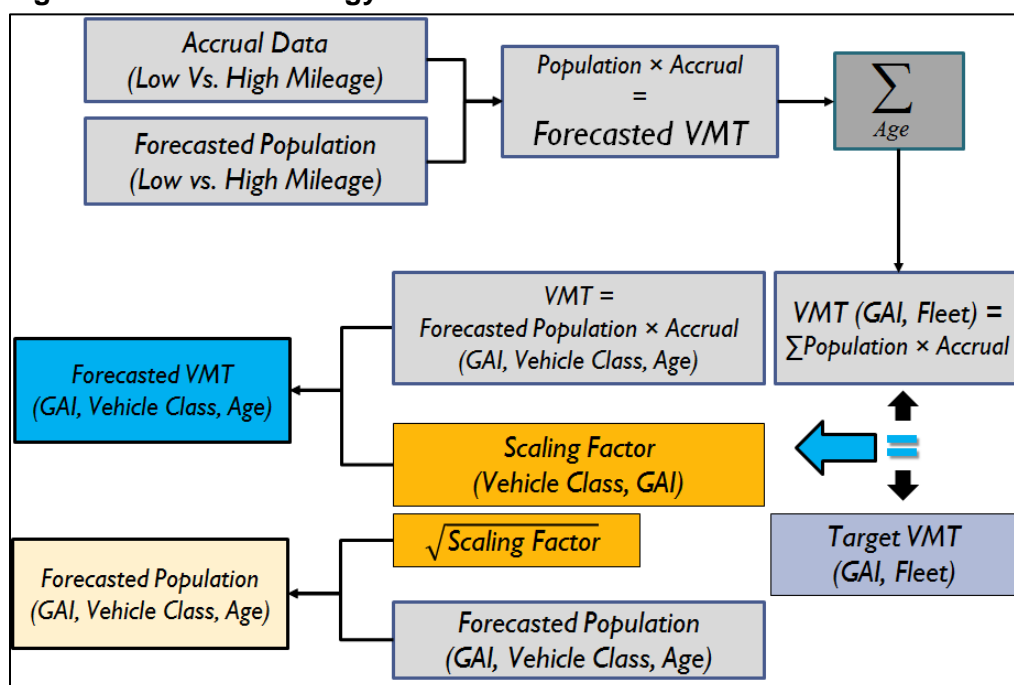 Accrual Data
(Low Vs. High Mileage)
Forecasted Population
(Low vs. High Mileage)
Population × Accrual
=
Forecasted VMT
∑
Age
VMT =
Forecasted Population × Accrual
(GAI, Vehicle Class, Age)
VMT (GAI, Fleet) =
∑Population × Accrual
Forecasted VMT
(GAI, Vehicle Class, Age)
Scaling Factor
(Vehicle Class, GAI)
=
√Scaling Factor
Target VMT
(GAI, Fleet)
Forecasted Population
(GAI, Vehicle Class, Age)
Forecasted Population
(GAI, Vehicle Class, Age)